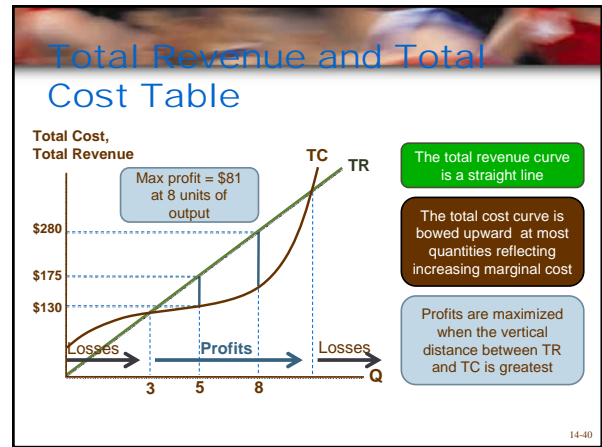 Total Revenue and Total
Cost Table
Total Cost,
Total Revenue
TC
TR
Max profit = $81
at 8 units of
output
$280
$175
$130
Losses
Profits
Losses
Q
3
5
8
The total revenue curve
is a straight line
The total cost curve is
bowed upward at most
quantities reflecting
increasing marginal cost
Profits are maximized
when the vertical
distance between TR
and TC is greatest
14-40